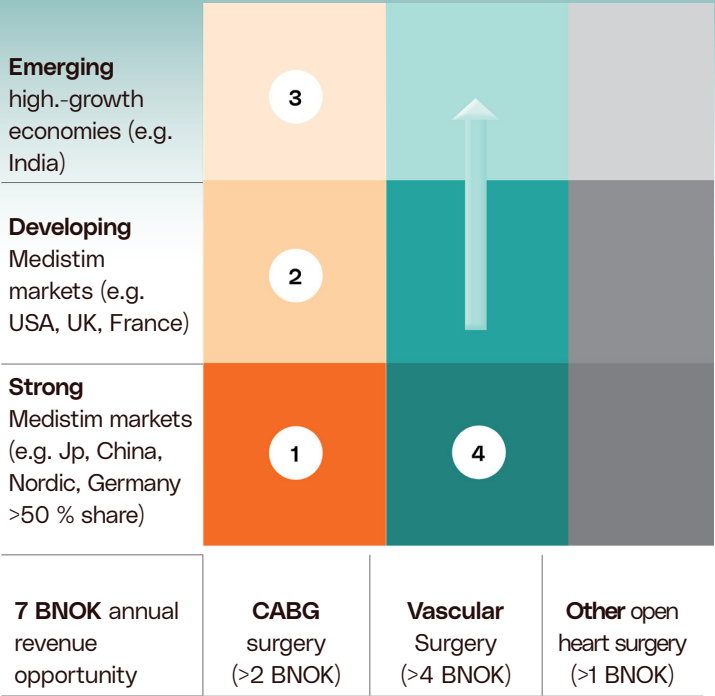 Emerging
high.-growth
economies (e.g.
India)
3
Developing
Medistim
markets (e.g.
USA, UK, France)
2
Strong
Medistim markets
(e.g. Jp, China,
Nordic, Germany
>50 % share)
1
4
7 BNOK annual
revenue
opportunity
CABG
surgery
(>2 BNOK)
Vascular
Surgery
(>4 BNOK)
Other open
heart surgery
(>1 BNOK)